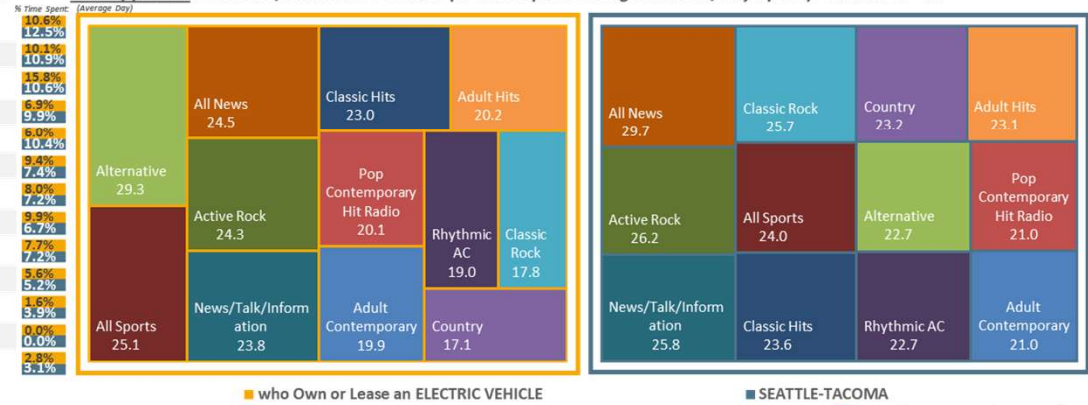 % Time Spent: (Average Day)
10.6%
12.5%
10.1%
10.9%
15.8%
10.6%
6.9%
9.9%
6.0%
10.4%
9.4%
7.4%
8.0%
7.2%
9.9%
6.7%
7.7%
7.2%
5.6%
5.2%
1.6%
3.9%
0.0%
0.0%
2.8%
3.1%
Alternative
29.3
All Sports
25.1
All News
24.5
Active Rock
24.3
News/Talk/Inform
ation
23.8
Classic Hits
23.0
Adult Hits
20.2
Pop
Contemporary
Hit Radio
20.1
Rhythmic
AC
19.0
Classic
Rock
17.8
Adult
Contemporary
19.9
Country
17.1
All News
29.7
Active Rock
26.2
News/Talk/Inform
ation
25.8
Classic Rock
25.7
All Sports
24.0
Classic Hits
23.6
Country
23.2
Adult Hits
23.1
Alternative
22.7
Pop
Contemporary
Hit Radio
21.0
Rhythmic AC
22.7
Adult
Contemporary
21.0
who Own or Lease an ELECTRIC VEHICLE
SEATTLE-TACOMA